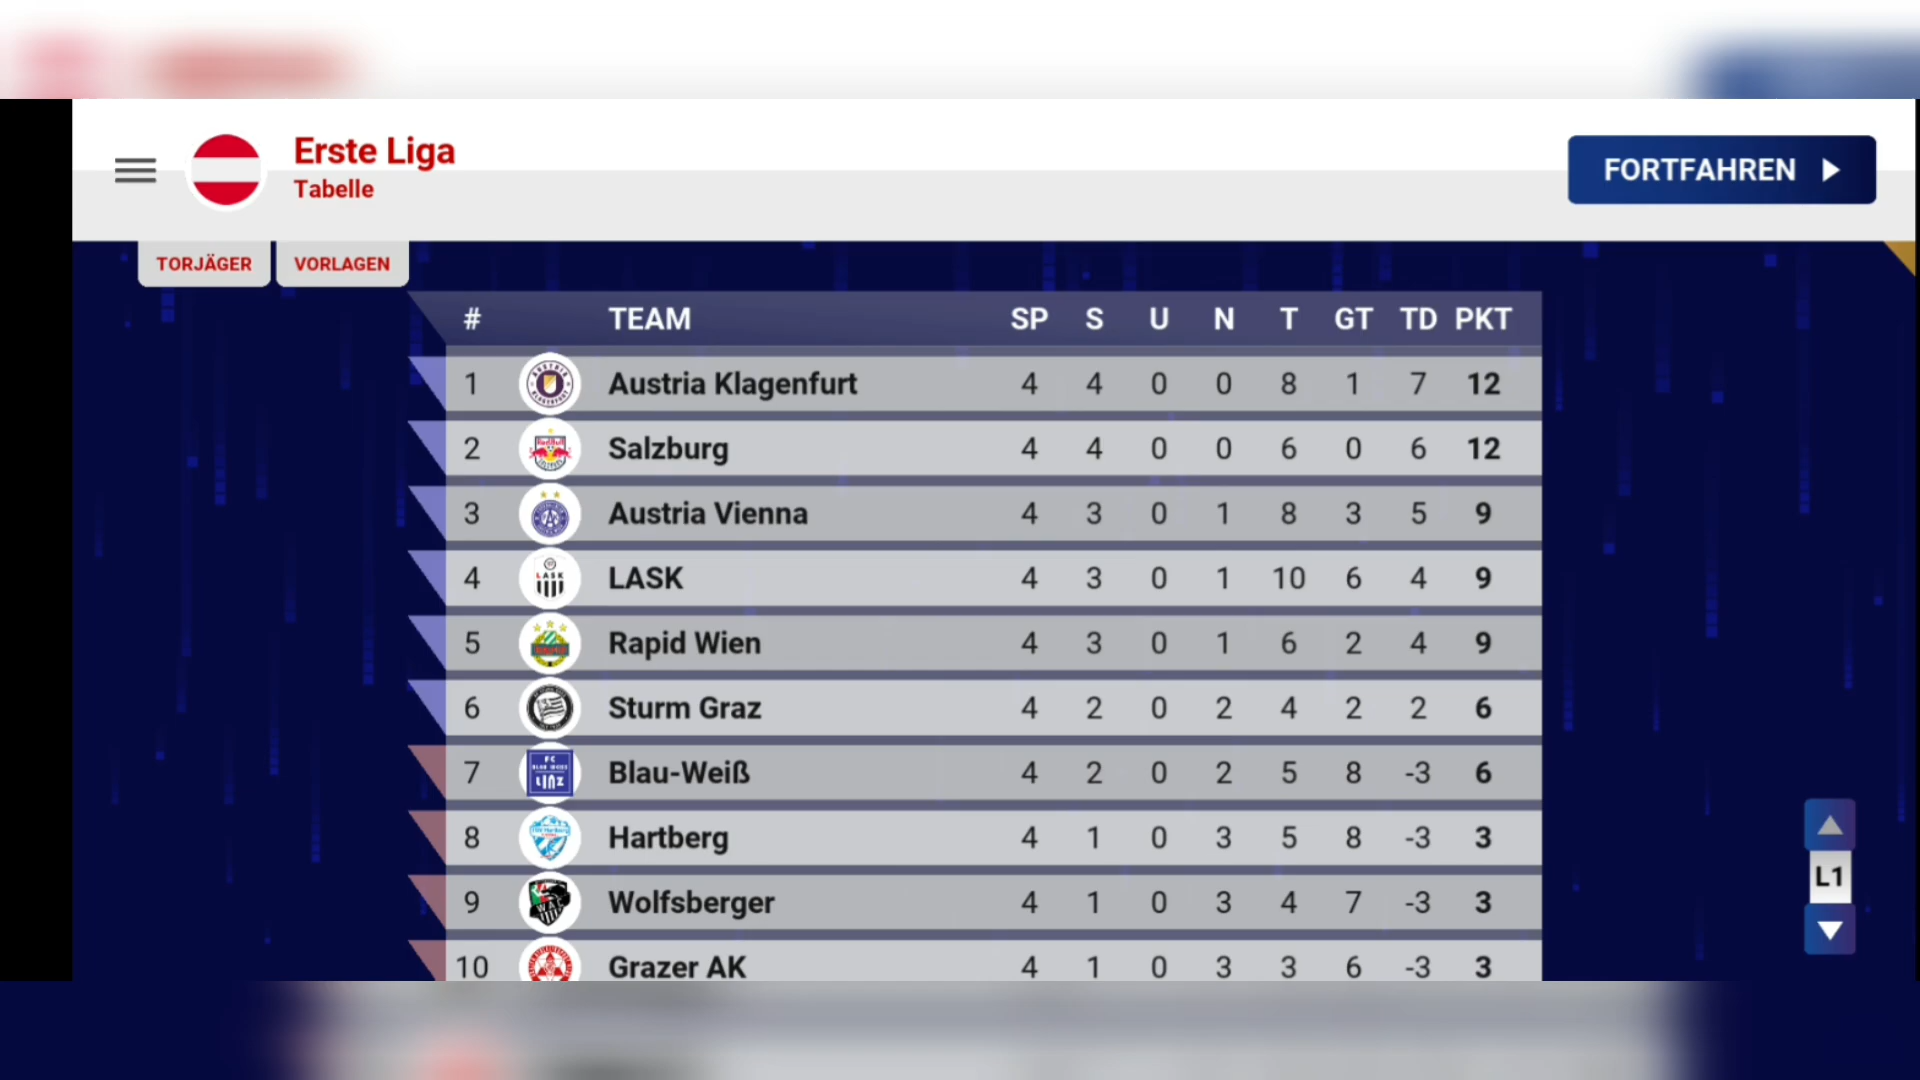 Erste Liga
Tabelle
FORTFAHREN
TORJÄGER VORLAGEN
# TEAM SP S U N T GT TD PKT
1 Austria Klagenfurt 4 4 0 0 8 1 7 12
2 Salzburg 4 4 0 0 6 0 6 12
3 Austria Vienna 4 3 0 1 8 3 5 9
4 LASK 4 3 0 1 10 6 4 9
5 Rapid Wien 4 3 0 1 6 2 4 9
6 Sturm Graz 4 2 0 2 4 2 2 6
7 Blau-Weiß 4 2 0 2 5 8 -3 6
8 Hartberg 4 1 0 3 5 8 -3 3
9 Wolfsberger 4 1 0 3 4 7 -3 3
10 Grazer AK 4 1 0 3 3 6 -3 3
L1